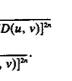 D(u, v)]²ⁿ
, v)]²ⁿ.